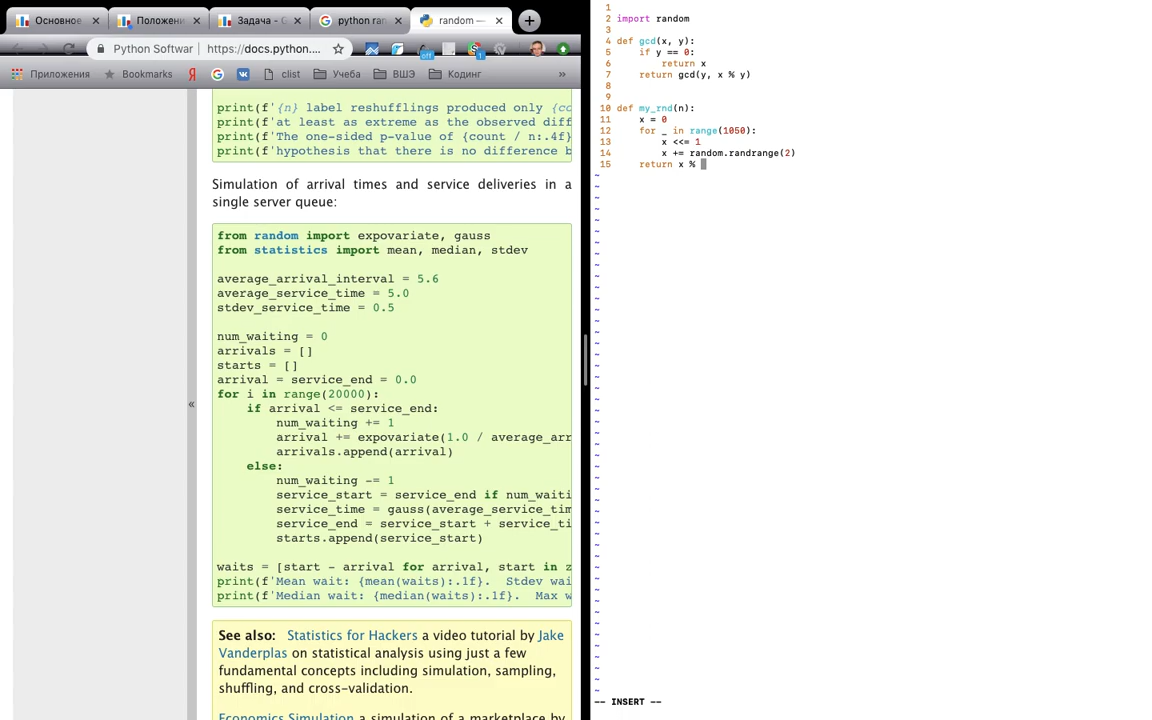 Основное
Положени
Задача - G
python ran
random —
Python Softwar
https://docs.python....
off
1
Приложения
Bookmarks
Я
G
clist
Учеба
ВШЭ
Кодинг
»
print(f'{n} label reshufflings produced only {cc
print(f'at least as extreme as the observed diff
print(f'The one-sided p-value of {count / n:.4f}
print(f'hypothesis that there is no difference b
Simulation of arrival times and service deliveries in a
single server queue:
from random import expovariate, gauss
from statistics import mean, median, stdev
average_arrival_interval = 5.6
average_service_time = 5.0
stdev_service_time = 0.5
num_waiting = 0
arrivals = []
starts = []
arrival = service_end = 0.0
for i in range(20000):
    if arrival <= service_end:
        num_waiting += 1
        arrival += expovariate(1.0 / average_arr
        arrivals.append(arrival)
    else:
        num_waiting -= 1
        service_start = service_end if num_waiti
        service_time = gauss(average_service_tim
        service_end = service_start + service_ti
        starts.append(service_start)
waits = [start - arrival for arrival, start in z
print(f'Mean wait: {mean(waits):.1f}.  Stdev wai
print(f'Median wait: {median(waits):.1f}.  Max w
See also: Statistics for Hackers a video tutorial by Jake
Vanderplas on statistical analysis using just a few
fundamental concepts including simulation, sampling,
shuffling, and cross-validation.
Economics Simulation a simulation of a marketplace by
«
1
2 import random
3
4 def gcd(x, y):
5     if y == 0:
6         return x
7     return gcd(y, x % y)
8
9
10 def my_rnd(n):
11     x = 0
12     for _ in range(1050):
13         x <<= 1
14         x += random.randrange(2)
15     return x %
-- INSERT --